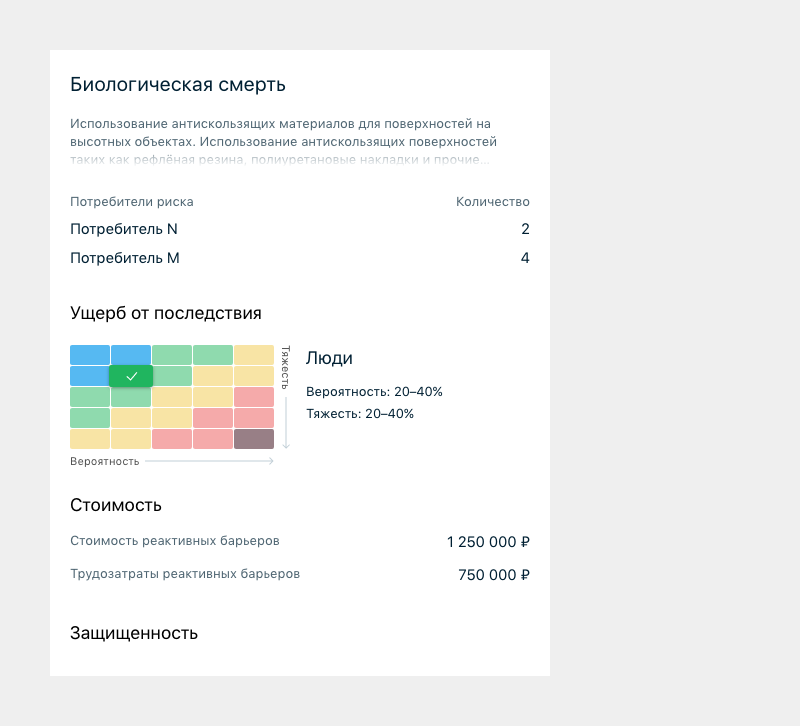 Биологическая смерть
Использование антискользящих материалов для поверхностей на
высотных объектах. Использование антискользящих поверхностей
таких как рефлёная резина, полиуретановые накладки и прочие...
Потребители риска Количество
Потребитель N 2
Потребитель M 4
Ущерб от последствия
Тяжесть
Люди
Вероятность: 20–40%
Тяжесть: 20–40%
Вероятность
Стоимость
Стоимость реактивных барьеров 1 250 000 ₽
Трудозатраты реактивных барьеров 750 000 ₽
Защищенность